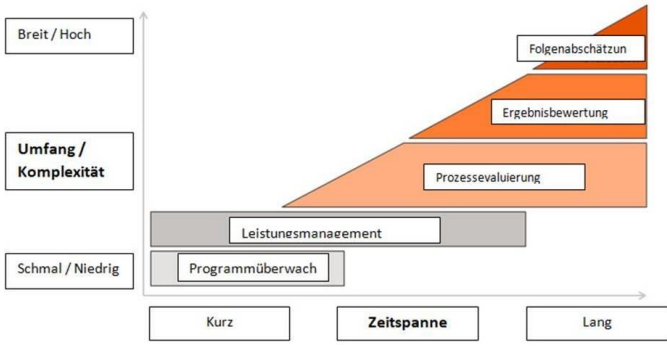 Breit / Hoch
Folgenabschätzun
Ergebnisbewertung
Umfang /
Komplexität
Prozessevaluierung
Leistungsmanagement
Schmal / Niedrig
Programmüberwach
Kurz
Zeitspanne
Lang